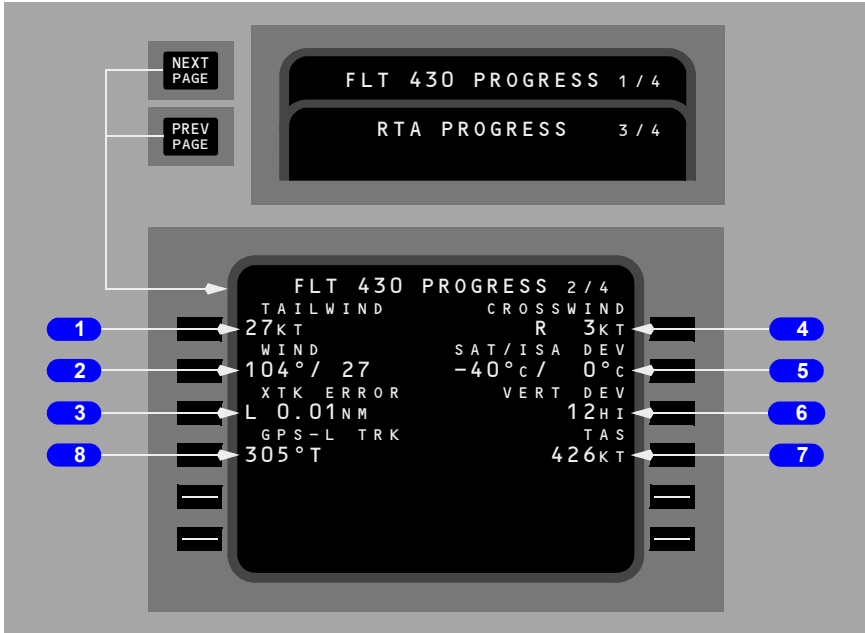 NEXT
PAGE
FLT 430 PROGRESS 1/4
PREV
PAGE
RTA PROGRESS 3/4
FLT 430 PROGRESS 2/4
TAILWIND CROSSWIND
1 27KT R 3KT 4
WIND SAT/ISA DEV
2 104°/ 27 -40°C/ 0°C 5
XTK ERROR VERT DEV
3 L 0.01NM 12HI 6
GPS-L TRK TAS
8 305°T 426KT 7